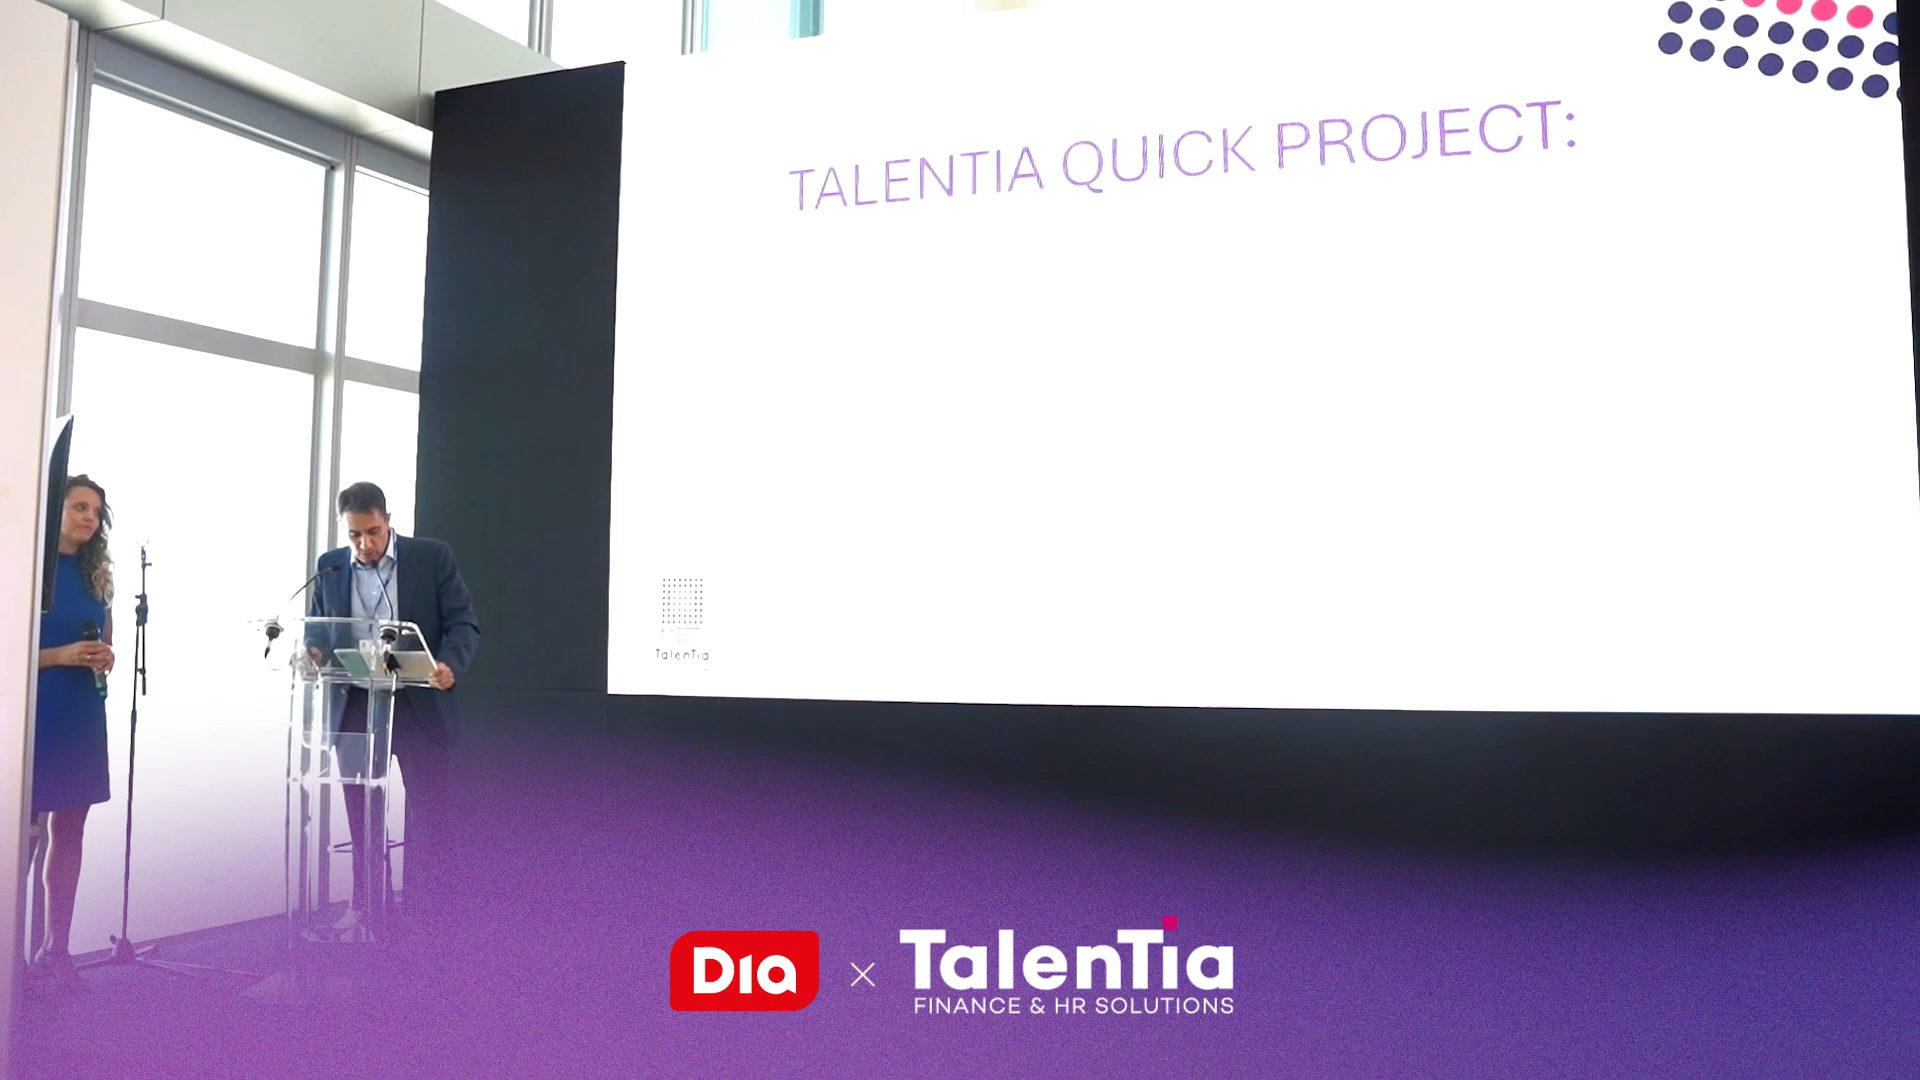 TALENTIA QUICK PROJECT:
TalenTia
Dia × TalenTia
FINANCE & HR SOLUTIONS